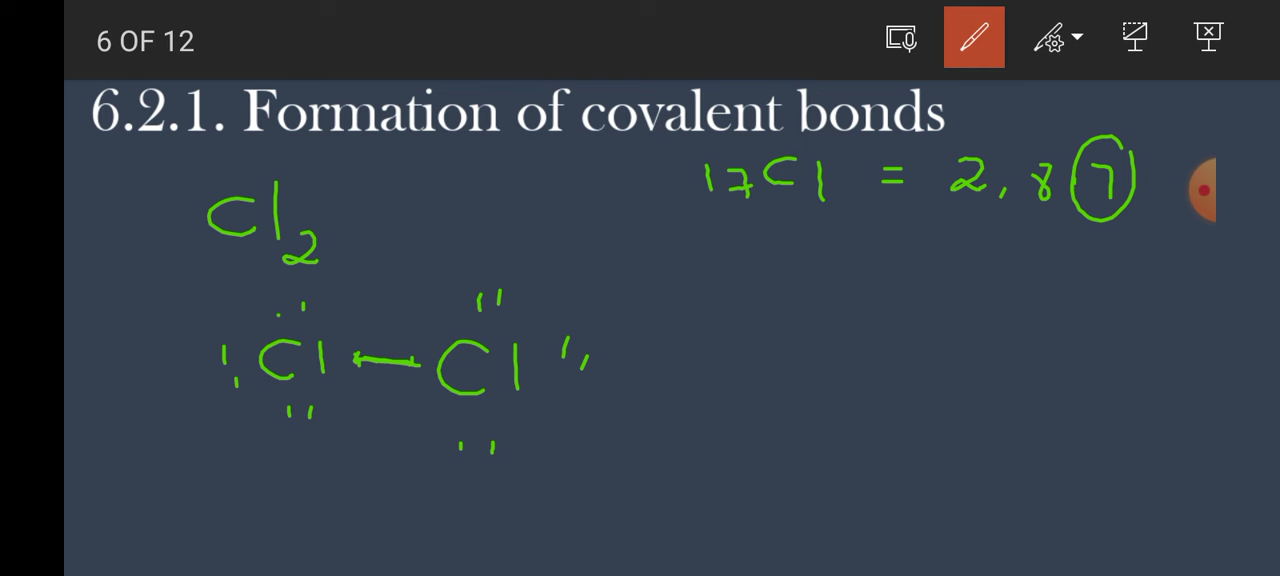 6 OF 12
6.2.1. Formation of covalent bonds
17Cl = 2, 8 7
Cl2
Cl — Cl